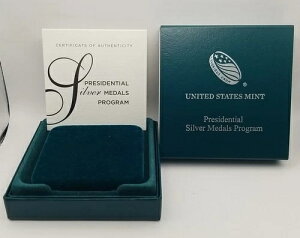 CERTIFICATE OF AUTHENTICITY
PRESIDENTIAL
Silver MEDALS
PROGRAM
UNITED STATES MINT
Presidential
Silver Medals Program